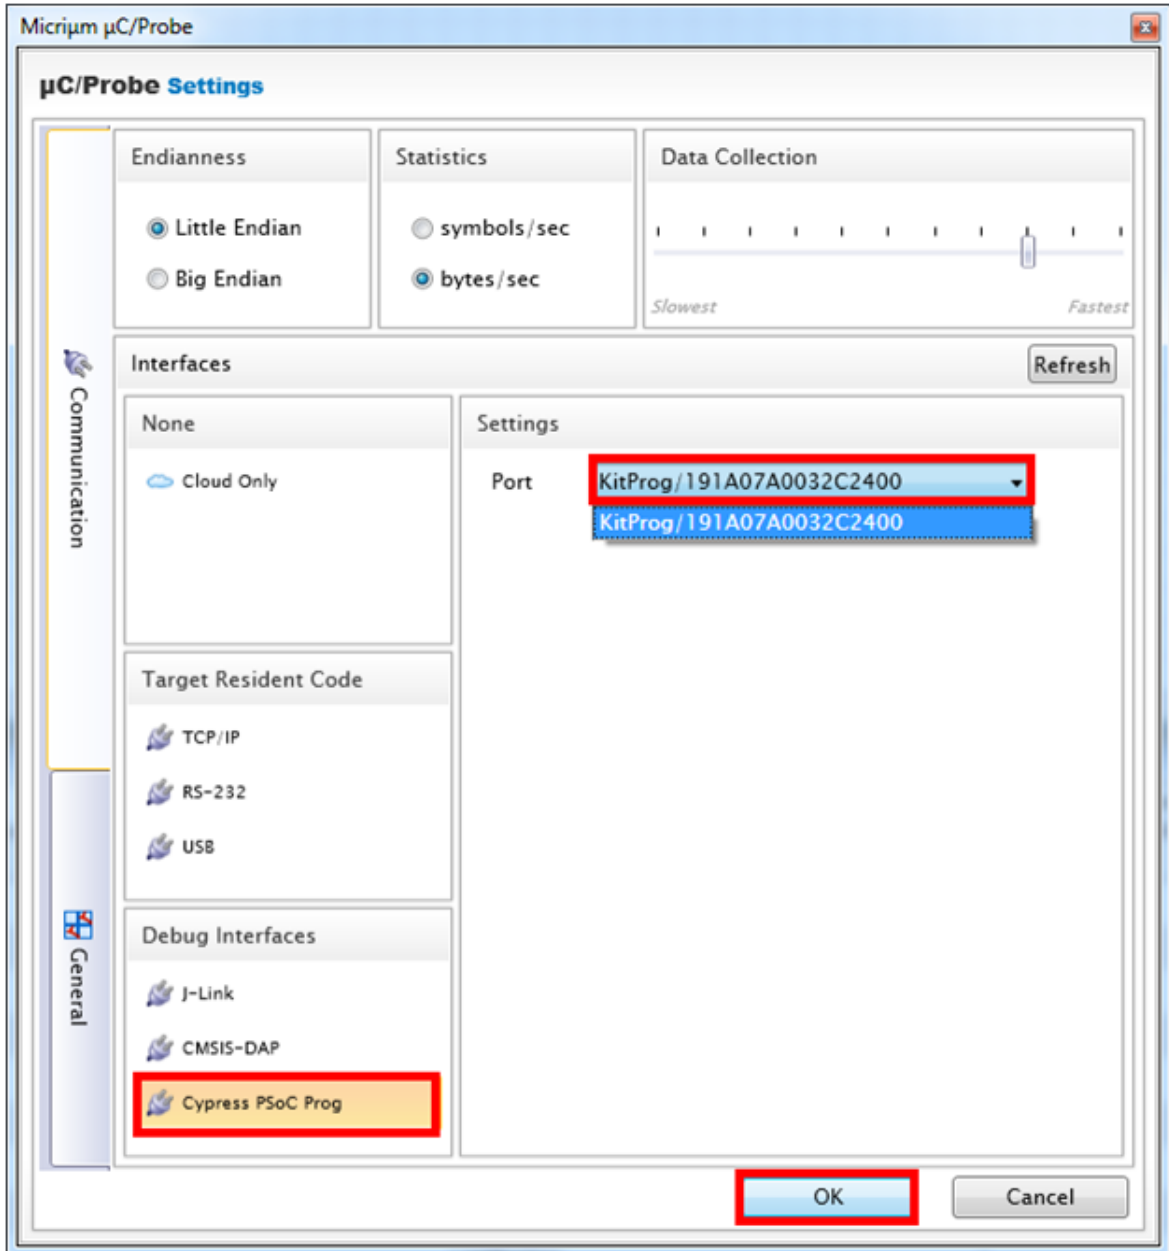 Micriµm µC/Probe
µC/Probe Settings
Communication
General
Endianness
Little Endian
Big Endian
Statistics
symbols/sec
bytes/sec
Data Collection
Slowest
Fastest
Interfaces
Refresh
None
Cloud Only
Target Resident Code
TCP/IP
RS-232
USB
Debug Interfaces
J-Link
CMSIS-DAP
Cypress PSoC Prog
Settings
Port KitProg/191A07A0032C2400
KitProg/191A07A0032C2400
OK
Cancel